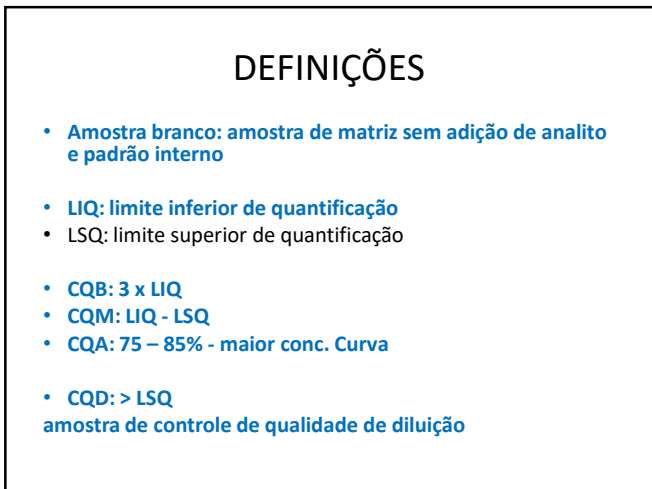 DEFINIÇÕES
• Amostra branco: amostra de matriz sem adição de analito
e padrão interno
• LIQ: limite inferior de quantificação
• LSQ: limite superior de quantificação
• CQB: 3 x LIQ
• CQM: LIQ - LSQ
• CQA: 75 – 85% - maior conc. Curva
• CQD: > LSQ
amostra de controle de qualidade de diluição